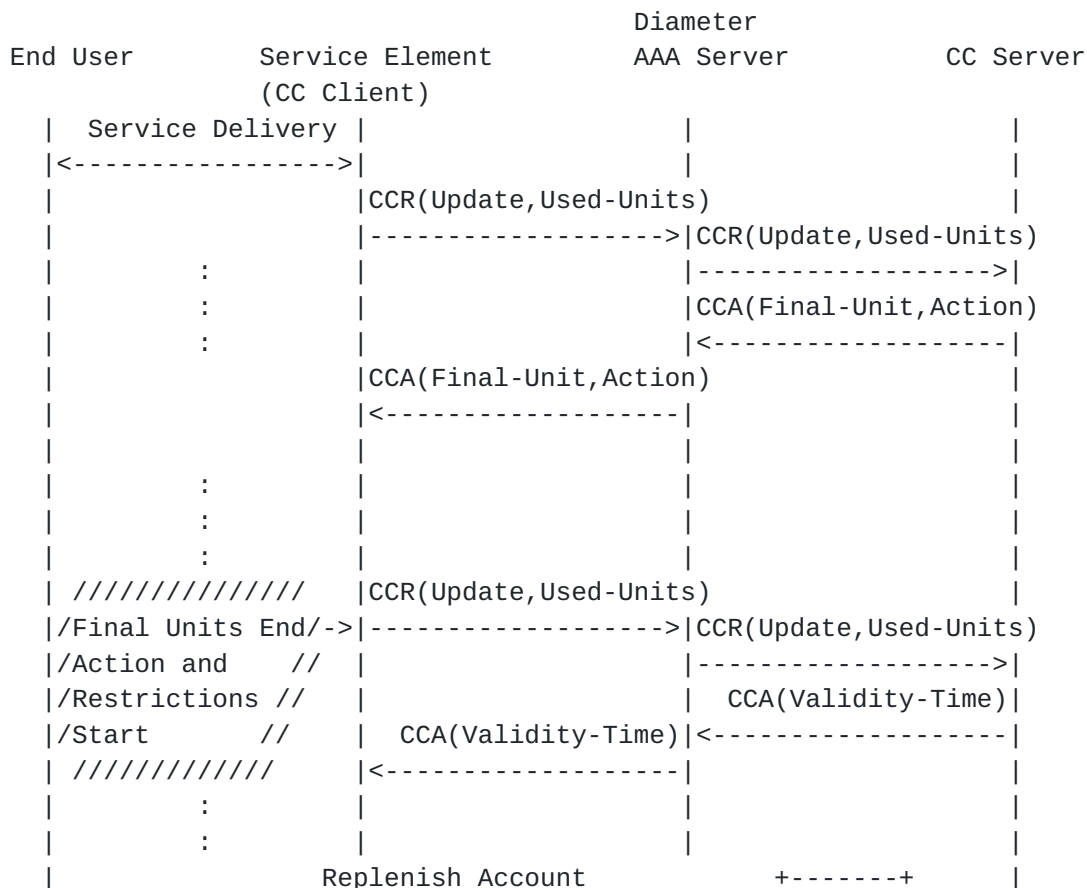 Diameter
End User        Service Element       AAA Server         CC Server
                (CC Client)
  |  Service Delivery |                     |                    |
  |<----------------->|                     |                    |
  |                   |CCR(Update,Used-Units)                    |
  |                   |-------------------->|CCR(Update,Used-Units)
  |         :         |                     |------------------->|
  |         :         |                     |CCA(Final-Unit,Action)
  |         :         |                     |<-------------------|
  |                   |CCA(Final-Unit,Action)                    |
  |                   |<--------------------|                    |
  |                   |                     |                    |
  |         :         |                     |                    |
  |         :         |                     |                    |
  |         :         |                     |                    |
  | ///////////////   |CCR(Update,Used-Units)                    |
  |/Final Units End/->|-------------------->|CCR(Update,Used-Units)
  |/Action and    //  |                     |------------------->|
  |/Restrictions //   |                     |  CCA(Validity-Time)|
  |/Start       //    |  CCA(Validity-Time)|<-------------------|
  | /////////////     |<--------------------|                    |
  |         :         |                     |                    |
  |         :         |                     |                    |
  |                 Replenish Account            +-------+      |